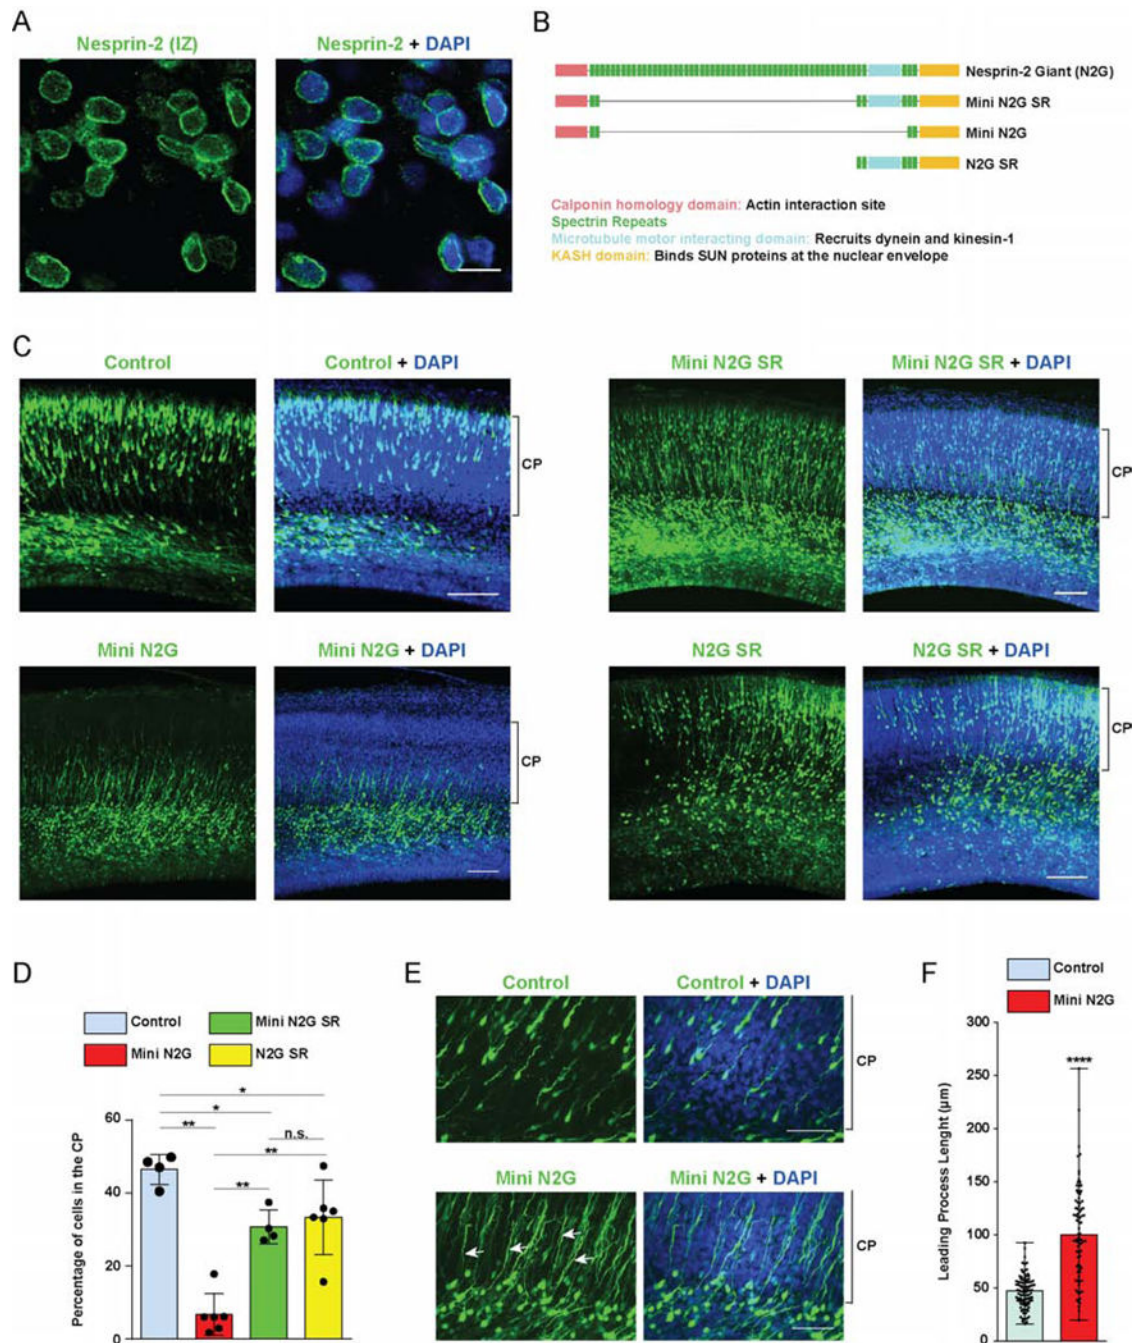 A
Nesprin-2 (IZ)
Nesprin-2 + DAPI
B
Nesprin-2 Giant (N2G)
Mini N2G SR
Mini N2G
N2G SR
Calponin homology domain: Actin interaction site
Spectrin Repeats
Microtubule motor interacting domain: Recruits dynein and kinesin-1
KASH domain: Binds SUN proteins at the nuclear envelope
C
Control
Control + DAPI
CP
Mini N2G SR
Mini N2G SR + DAPI
CP
Mini N2G
Mini N2G + DAPI
CP
N2G SR
N2G SR + DAPI
CP
D
Control
Mini N2G SR
Mini N2G
N2G SR
*
*
**
n.s.
**
**
Percentage of cells in the CP
60
40
20
0
E
Control
Control + DAPI
CP
Mini N2G
Mini N2G + DAPI
CP
F
Control
Mini N2G
Leading Process Lenght (µm)
300
250
200
150
100
50
0
****